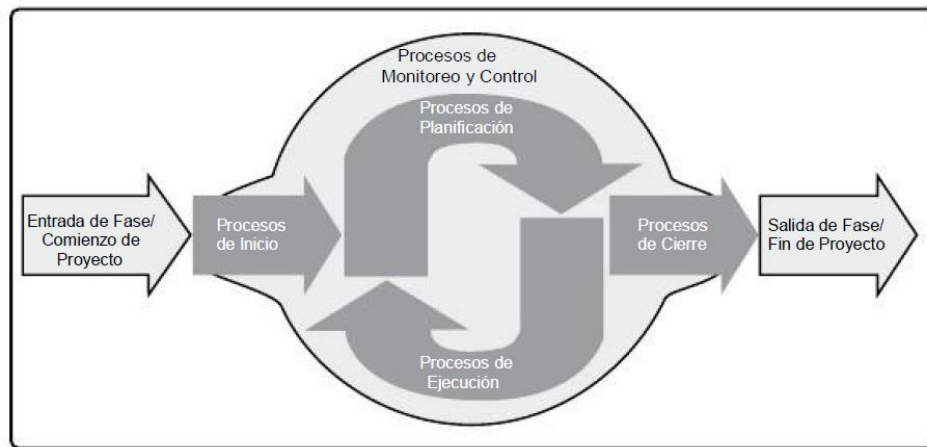 Procesos de
Monitoreo y Control
Procesos de
Planificación
Entrada de Fase/
Comienzo de
Proyecto
Procesos
de Inicio
Procesos
de Cierre
Salida de Fase/
Fin de Proyecto
Procesos de
Ejecución